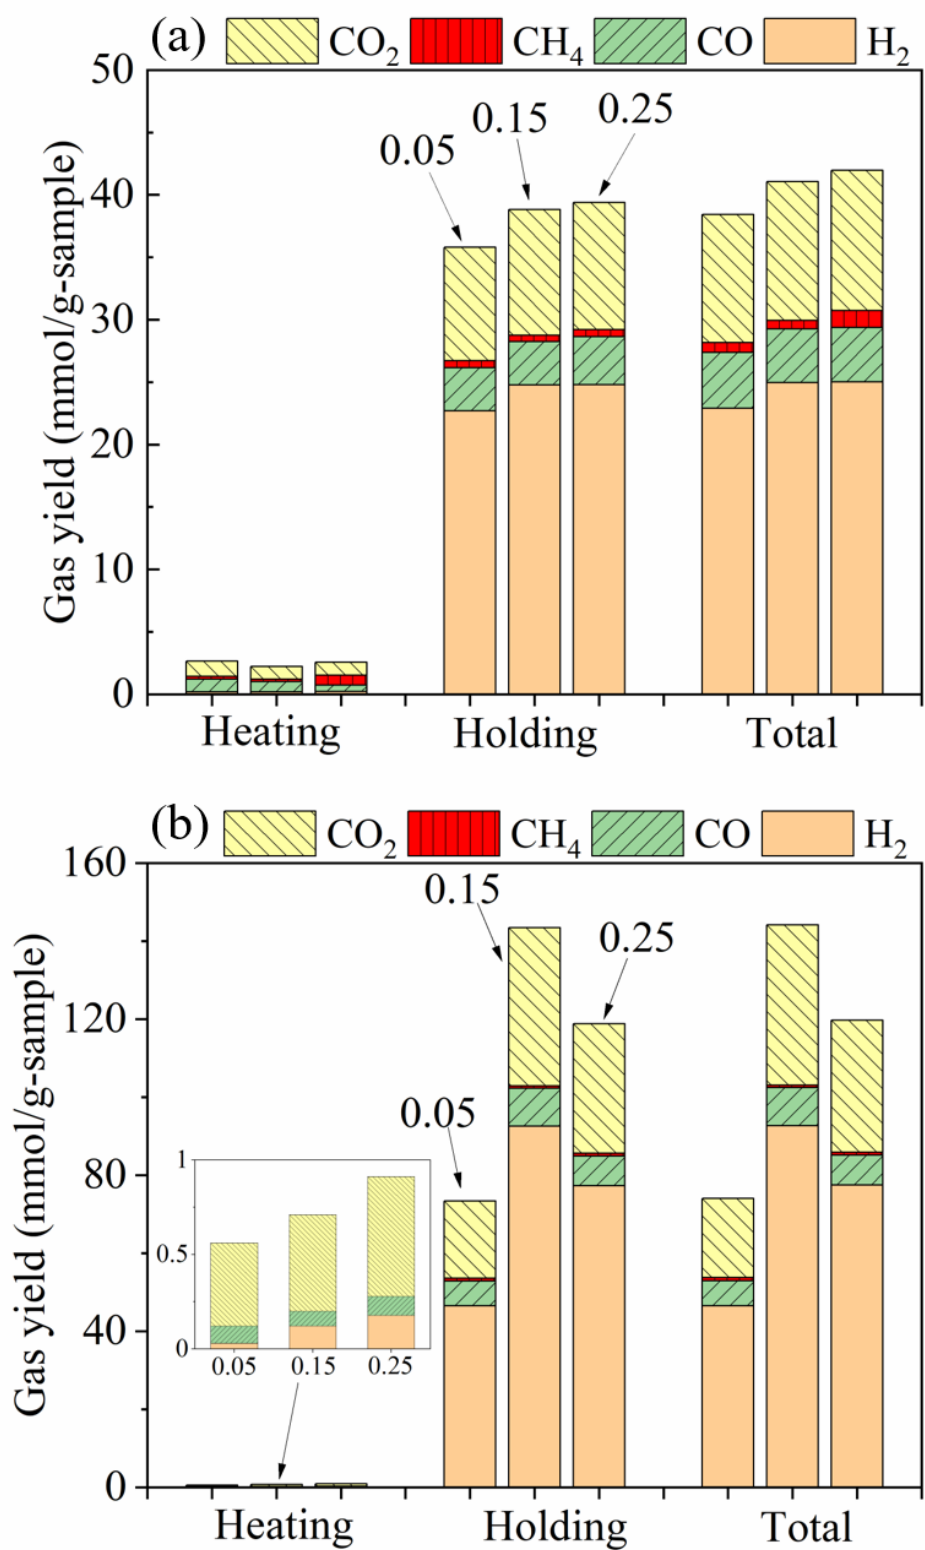 (a) CO₂ CH₄ CO H₂
Gas yield (mmol/g-sample)
50
40
30
20
10
0
0.05
0.15
0.25
Heating Holding Total
(b) CO₂ CH₄ CO H₂
Gas yield (mmol/g-sample)
160
120
80
40
0
0.15
0.25
0.05
1
0.5
0
0.05 0.15 0.25
Heating Holding Total